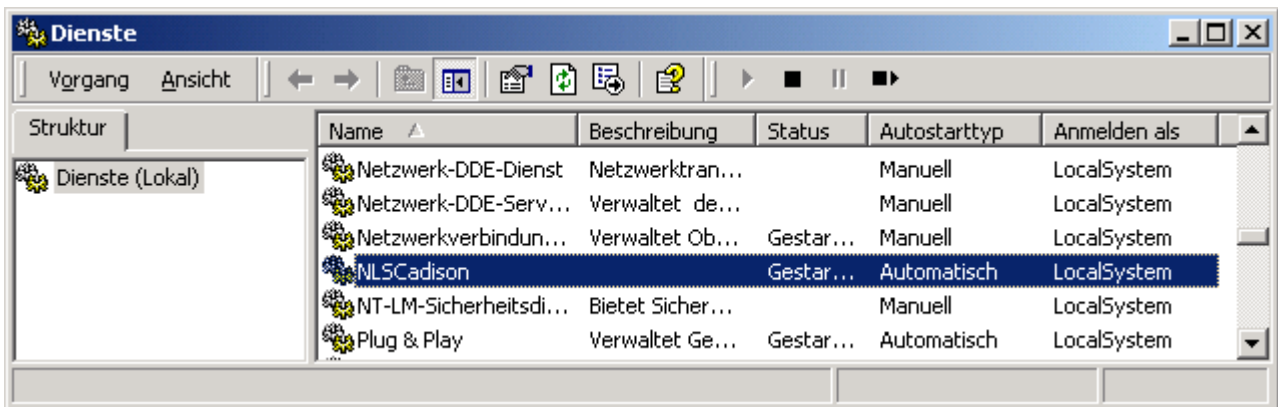 Dienste
Vorgang Ansicht
Struktur
Name Beschreibung Status Autostarttyp Anmelden als
Dienste (Lokal)
Netzwerk-DDE-Dienst Netzwerktran... Manuell LocalSystem
Netzwerk-DDE-Serv... Verwaltet de... Manuell LocalSystem
Netzwerkverbindun... Verwaltet Ob... Gestar... Manuell LocalSystem
NLSCadison Gestar... Automatisch LocalSystem
NT-LM-Sicherheitsdi... Bietet Sicher... Manuell LocalSystem
Plug & Play Verwaltet Ge... Gestar... Automatisch LocalSystem